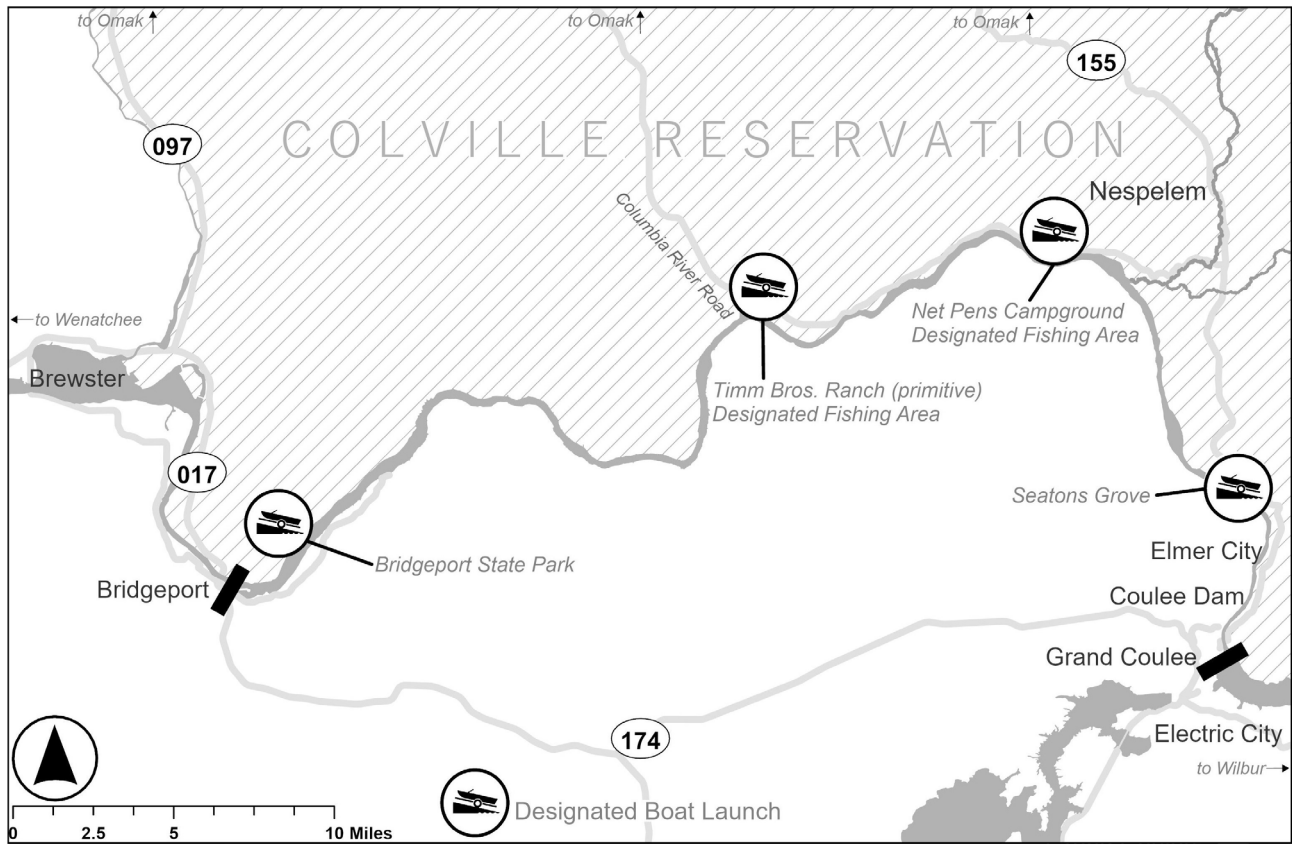 to Omak
to Omak
to Omak
155
097
COLVILLE RESERVATION
Nespelem
Columbia River Road
Net Pens Campground
Designated Fishing Area
to Wenatchee
Brewster
Timm Bros. Ranch (primitive)
Designated Fishing Area
017
Seatons Grove
Bridgeport State Park
Elmer City
Bridgeport
Coulee Dam
Grand Coulee
174
Electric City
to Wilbur
Designated Boat Launch
0 2.5 5 10 Miles